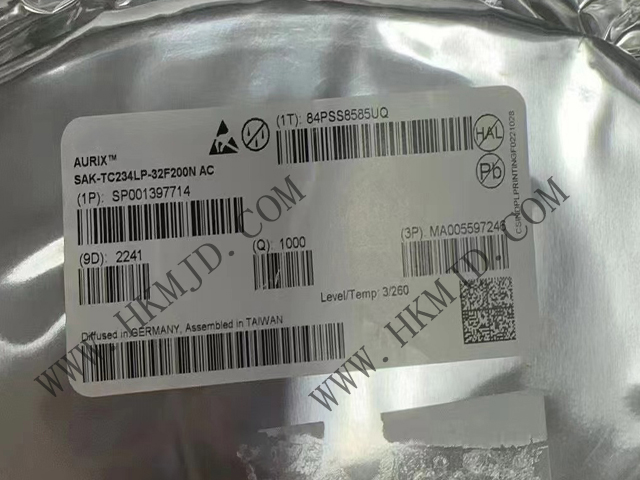 AURIX™
SAK-TC234LP-32F200N AC
(1P): SP001397714
(1T): 84PSS8585UQ
HAL
Pb
(9D): 2241
(Q): 1000
(3P): MA005597246
Level/Temp: 3/260
Diffused in GERMANY, Assembled in TAIWAN
WWW.HKMJD.COM
WWW.HKMJD.COM